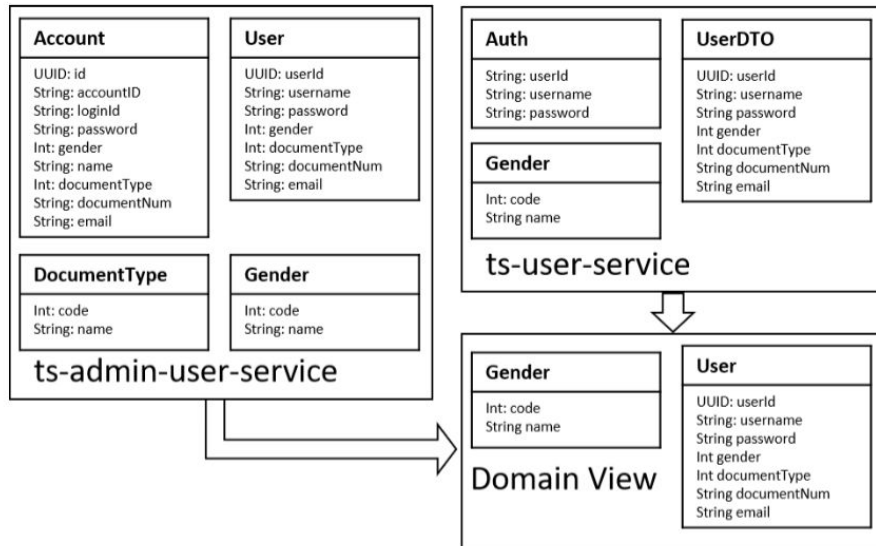 Account
UUID: id
String: accountID
String: loginId
String: password
Int: gender
String: name
Int: documentType
String: documentNum
String: email
User
UUID: userId
String: username
String: password
Int: gender
Int: documentType
String: documentNum
String: email
DocumentType
Int: code
String: name
Gender
Int: code
String: name
ts-admin-user-service
Auth
String: userId
String: username
String: password
UserDTO
UUID: userId
String: username
String password
Int gender
Int documentType
String documentNum
String email
Gender
Int: code
String name
ts-user-service
Gender
Int: code
String name
User
UUID: userId
String: username
String password
Int gender
Int documentType
String documentNum
String email
Domain View